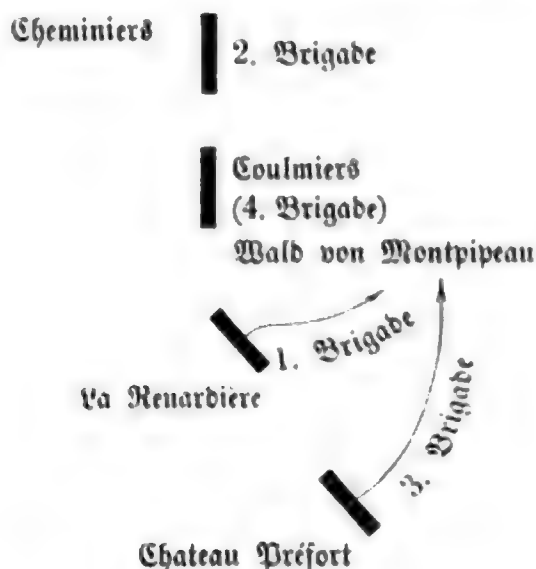 Cheminiers
2. Brigade
Coulmiers
(4. Brigade)
Wald von Montpipeau
1. Brigade
La Renardière
3. Brigade
Chateau Préfort